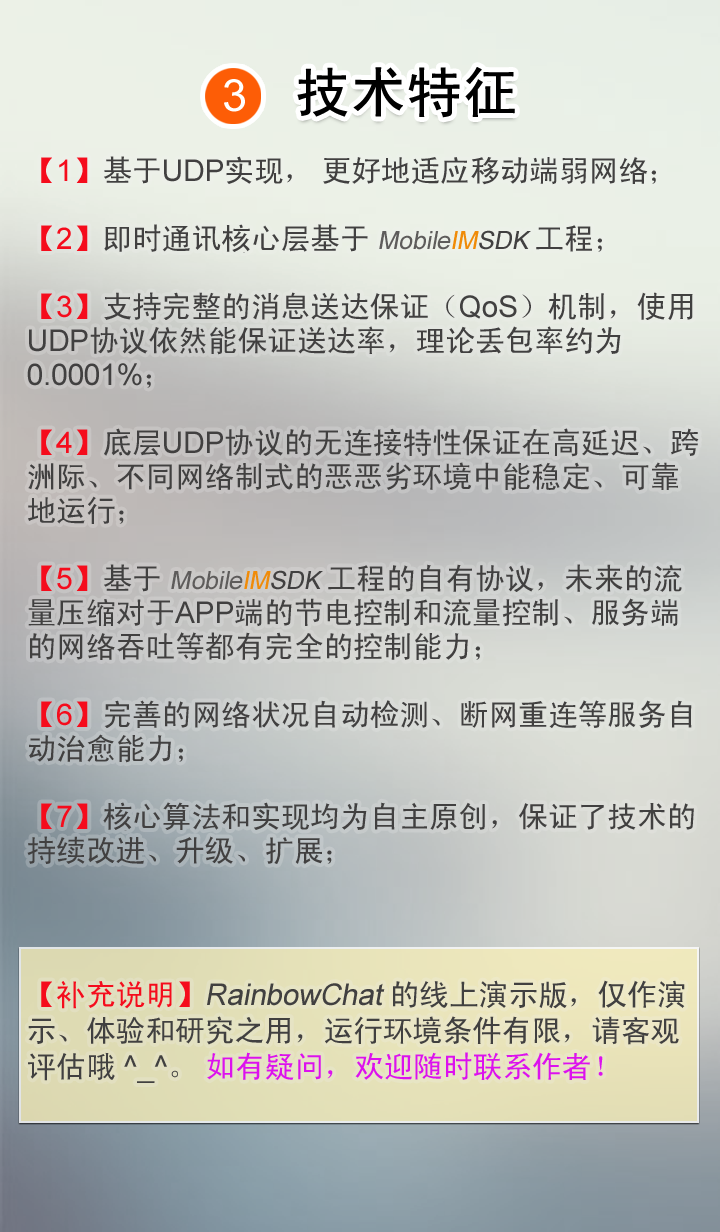 3 技术特征
【1】基于UDP实现， 更好地适应移动端弱网络；
【2】即时通讯核心层基于 MobileIMSDK 工程；
【3】支持完整的消息送达保证（QoS）机制，使用
UDP协议依然能保证送达率，理论丢包率约为
0.0001%；
【4】底层UDP协议的无连接特性保证在高延迟、跨
洲际、不同网络制式的恶恶劣环境中能稳定、可靠
地运行；
【5】基于 MobileIMSDK 工程的自有协议，未来的流
量压缩对于APP端的节电控制和流量控制、服务端
的网络吞吐等都有完全的控制能力；
【6】完善的网络状况自动检测、断网重连等服务自
动治愈能力；
【7】核心算法和实现均为自主原创，保证了技术的
持续改进、升级、扩展；
【补充说明】RainbowChat 的线上演示版，仅作演
示、体验和研究之用，运行环境条件有限，请客观
评估哦 ^_^。 如有疑问，欢迎随时联系作者！